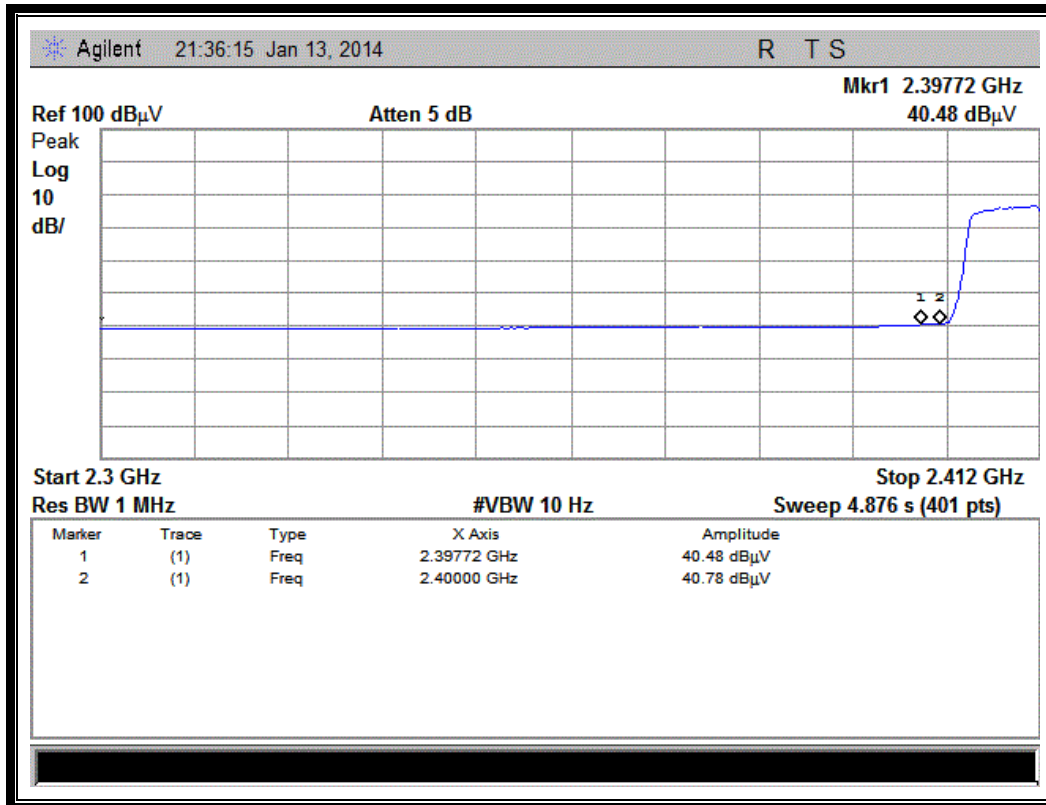 Agilent 21:36:15 Jan 13, 2014 R T S
Mkr1 2.39772 GHz
Ref 100 dBµV Atten 5 dB 40.48 dBµV
Peak
Log
10
dB/
1 2
Start 2.3 GHz Stop 2.412 GHz
Res BW 1 MHz #VBW 10 Hz Sweep 4.876 s (401 pts)
Marker Trace Type X Axis Amplitude
1 (1) Freq 2.39772 GHz 40.48 dBµV
2 (1) Freq 2.40000 GHz 40.78 dBµV